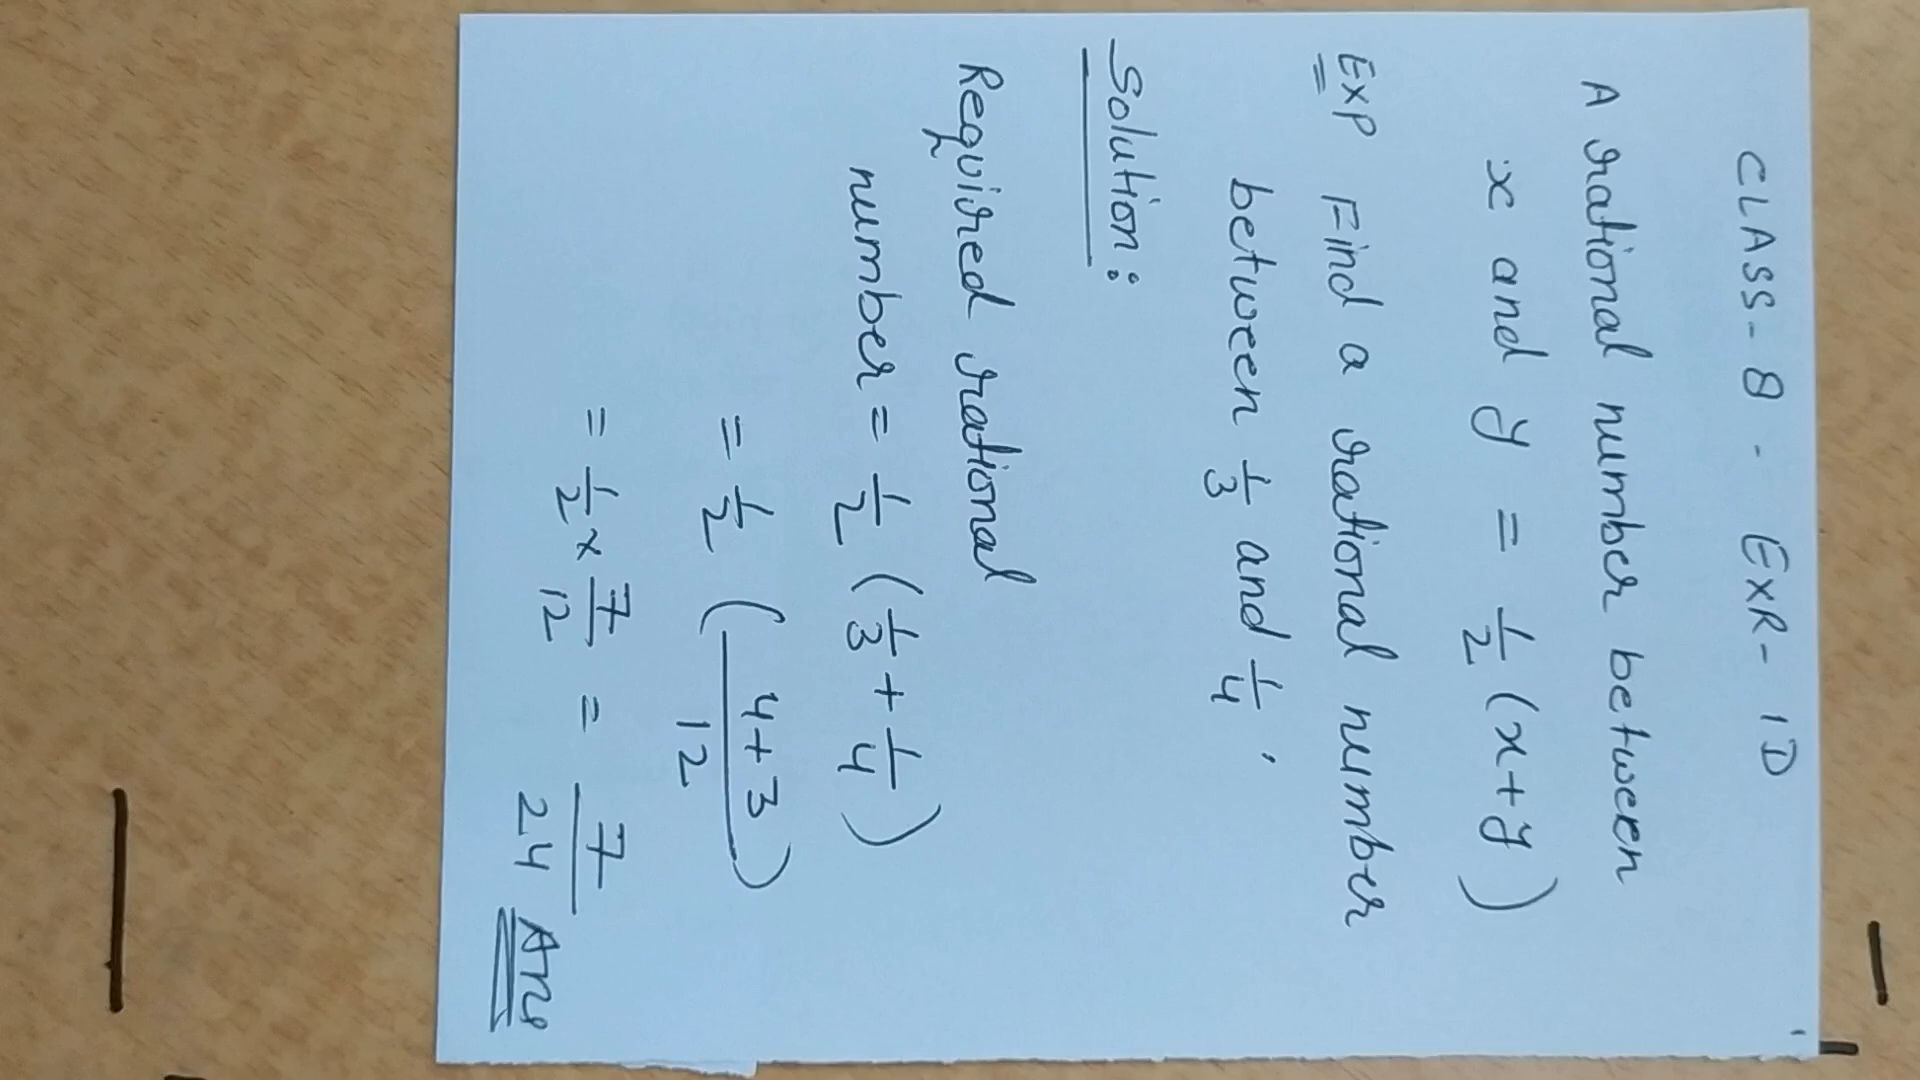 CLASS-8 - EXR-1D
A rational number between
x and y = 1/2 (x+y)
Exp Find a rational number
between 1/3 and 1/4 .
Solution:
Required rational
number = 1/2 (1/3 + 1/4)
= 1/2 (4+3/12)
= 1/2 x 7/12 = 7/24 Ans